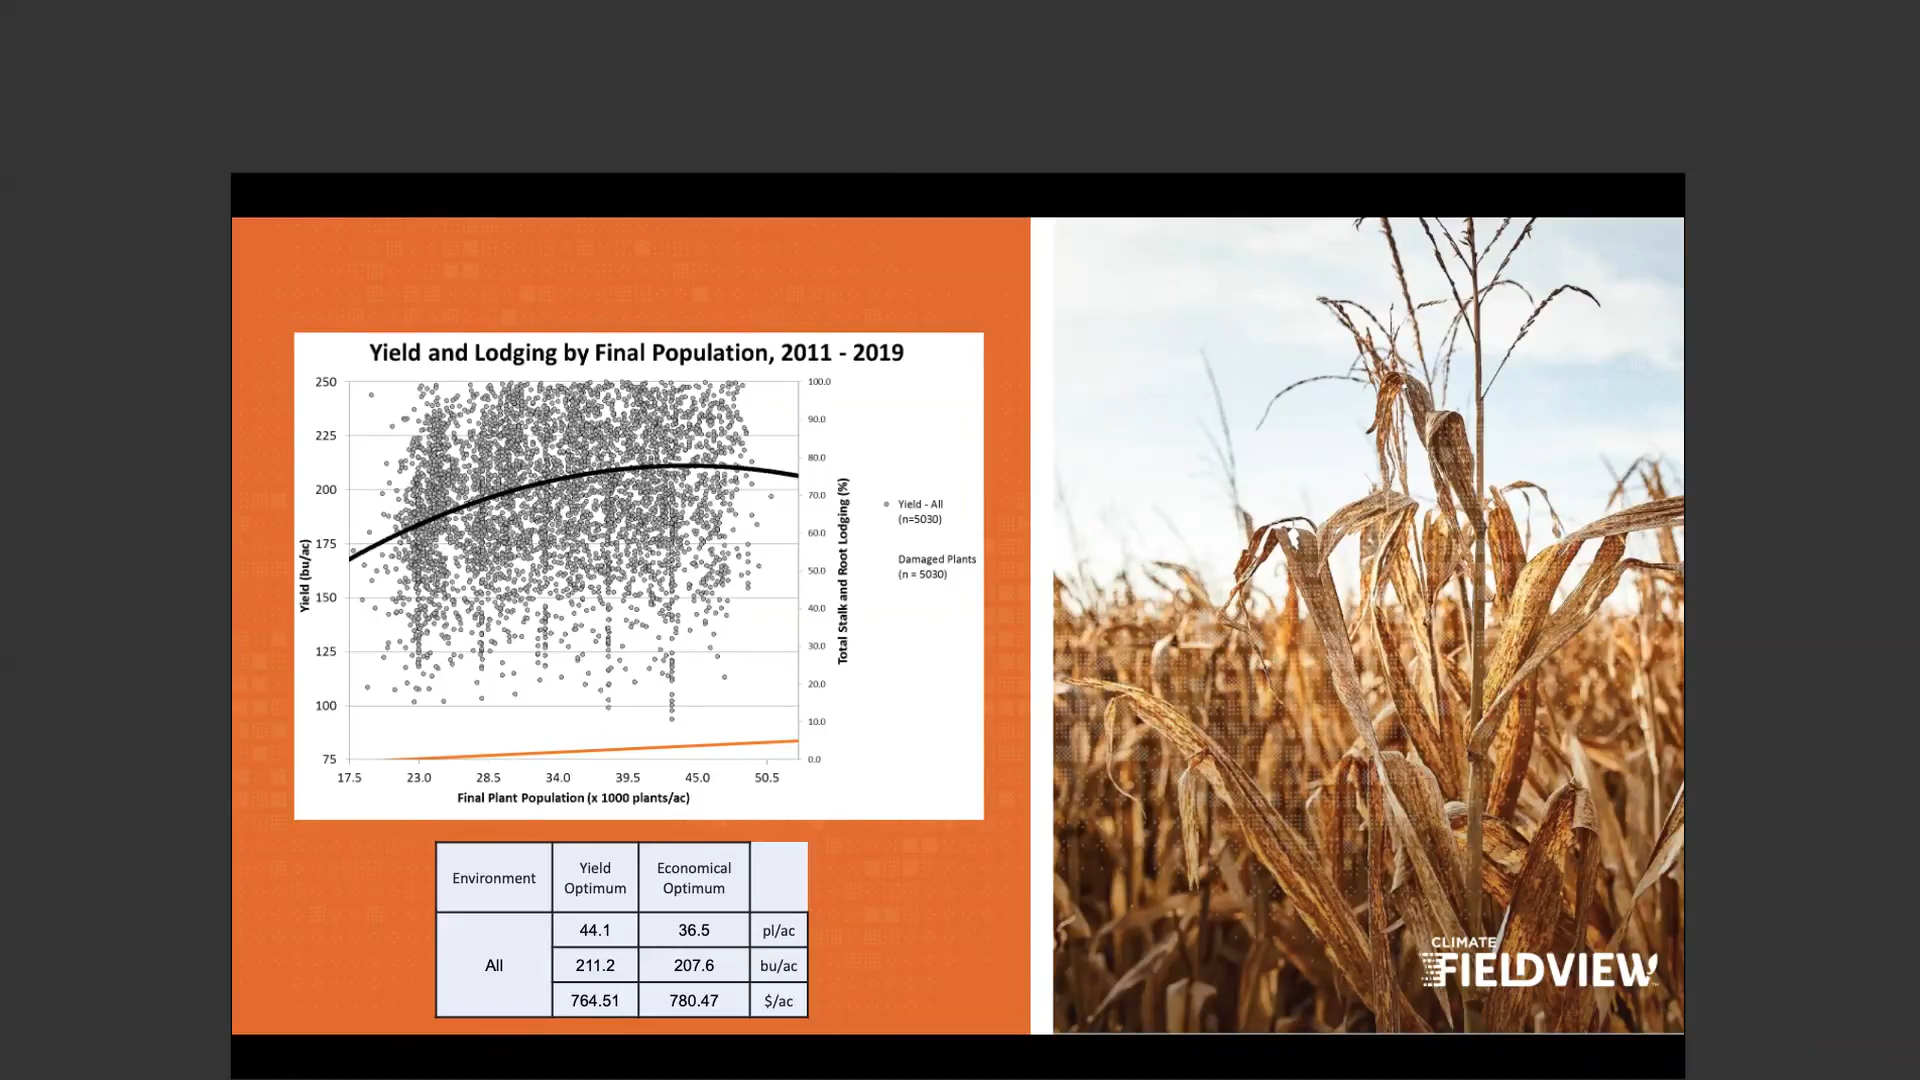 Yield and Lodging by Final Population, 2011 - 2019
250
225
200
175
150
125
100
75
Yield (bu/ac)
100.0
90.0
80.0
70.0
60.0
50.0
40.0
30.0
20.0
10.0
0.0
Total Stalk and Root Lodging (%)
17.5 23.0 28.5 34.0 39.5 45.0 50.5
Final Plant Population (x 1000 plants/ac)
Yield - All
(n=5030)
Damaged Plants
(n = 5030)
Environment
Yield
Optimum
Economical
Optimum
All
44.1 36.5 pl/ac
211.2 207.6 bu/ac
764.51 780.47 $/ac
CLIMATE
FIELDVIEW